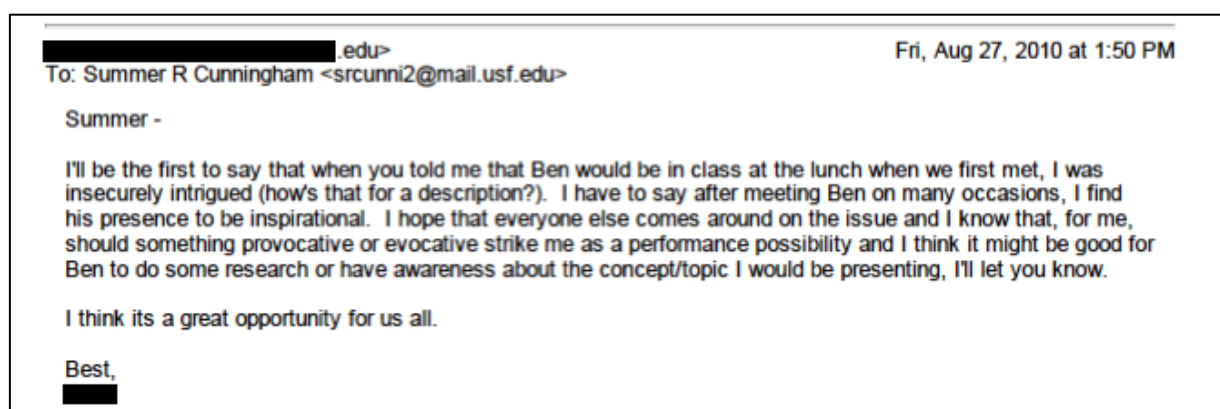 .edu> Fri, Aug 27, 2010 at 1:50 PM
To: Summer R Cunningham <srcunni2@mail.usf.edu>
Summer -
I'll be the first to say that when you told me that Ben would be in class at the lunch when we first met, I was
insecurely intrigued (how's that for a description?). I have to say after meeting Ben on many occasions, I find
his presence to be inspirational. I hope that everyone else comes around on the issue and I know that, for me,
should something provocative or evocative strike me as a performance possibility and I think it might be good for
Ben to do some research or have awareness about the concept/topic I would be presenting, I'll let you know.
I think its a great opportunity for us all.
Best,